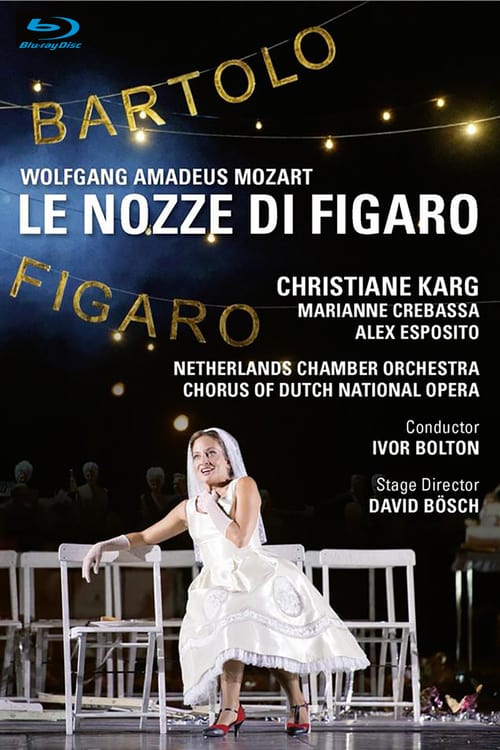 Blu-ray Disc
BARTOLO
WOLFGANG AMADEUS MOZART
LE NOZZE DI FIGARO
FIGARO
CHRISTIANE KARG
MARIANNE CREBASSA
ALEX ESPOSITO
NETHERLANDS CHAMBER ORCHESTRA
CHORUS OF DUTCH NATIONAL OPERA
Conductor
IVOR BOLTON
Stage Director
DAVID BÖSCH